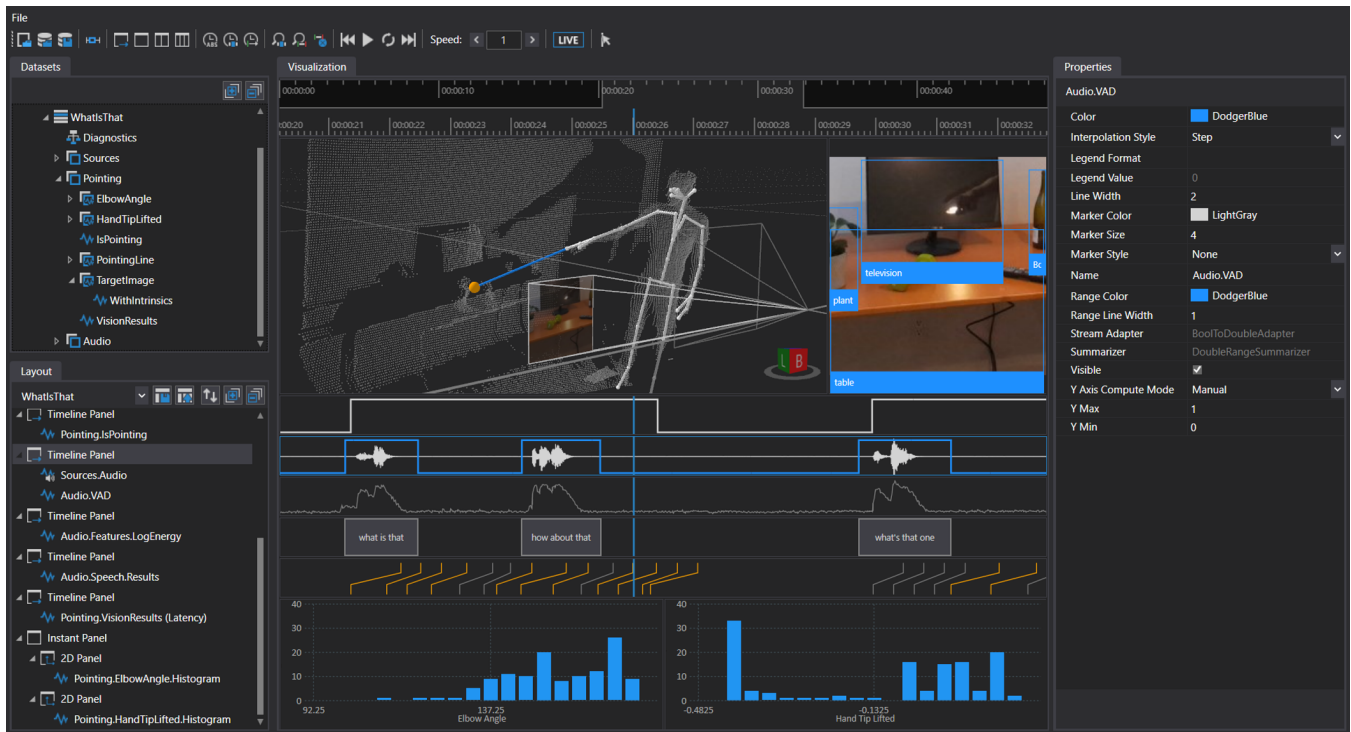 File
ABS
Speed: < 1 >
LIVE
Datasets
WhatIsThat
Diagnostics
Sources
Pointing
ElbowAngle
HandTipLifted
IsPointing
PointingLine
TargetImage
WithIntrinsics
VisionResults
Audio
Layout
WhatIsThat
Timeline Panel
Pointing.IsPointing
Timeline Panel
Sources.Audio
Audio.VAD
Timeline Panel
Audio.Features.LogEnergy
Timeline Panel
Audio.Speech.Results
Timeline Panel
Pointing.VisionResults (Latency)
Instant Panel
2D Panel
Pointing.ElbowAngle.Histogram
2D Panel
Pointing.HandTipLifted.Histogram
Visualization
00:00:00 00:00:10 00:00:20 00:00:30 00:00:40
00:20 00:00:21 00:00:22 00:00:23 00:00:24 00:00:25 00:00:26 00:00:27 00:00:28 00:00:29 00:00:30 00:00:31 00:00:32
L B
television
Bo
plant
table
what is that
how about that
what's that one
40
30
20
10
0
92.25 137.25
Elbow Angle
40
30
20
10
0
-0.4825 -0.1325
Hand Tip Lifted
Properties
Audio.VAD
Color DodgerBlue
Interpolation Style Step
Legend Format
Legend Value 0
Line Width 2
Marker Color LightGray
Marker Size 4
Marker Style None
Name Audio.VAD
Range Color DodgerBlue
Range Line Width 1
Stream Adapter BoolToDoubleAdapter
Summarizer DoubleRangeSummarizer
Visible
Y Axis Compute Mode Manual
Y Max 1
Y Min 0